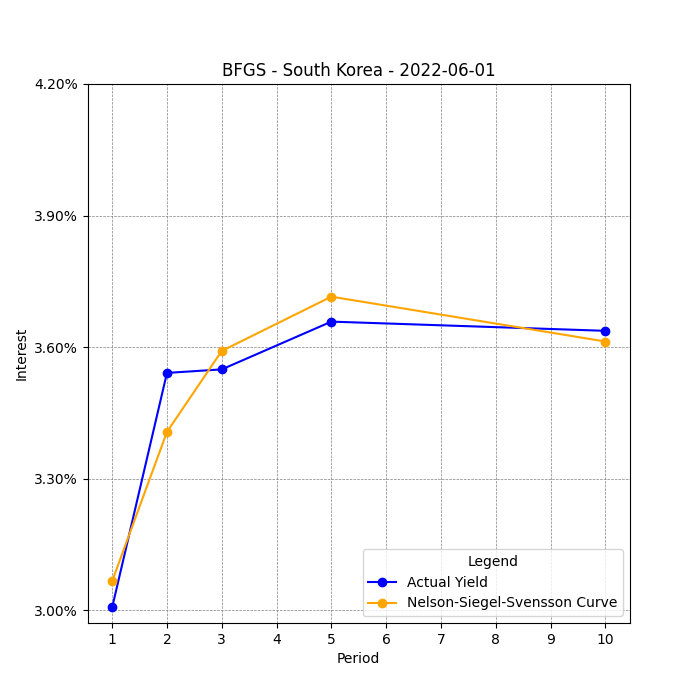 BFGS - South Korea - 2022-06-01
4.20%
3.90%
3.60%
3.30%
3.00%
Interest
1 2 3 4 5 6 7 8 9 10
Period
Legend
Actual Yield
Nelson-Siegel-Svensson Curve